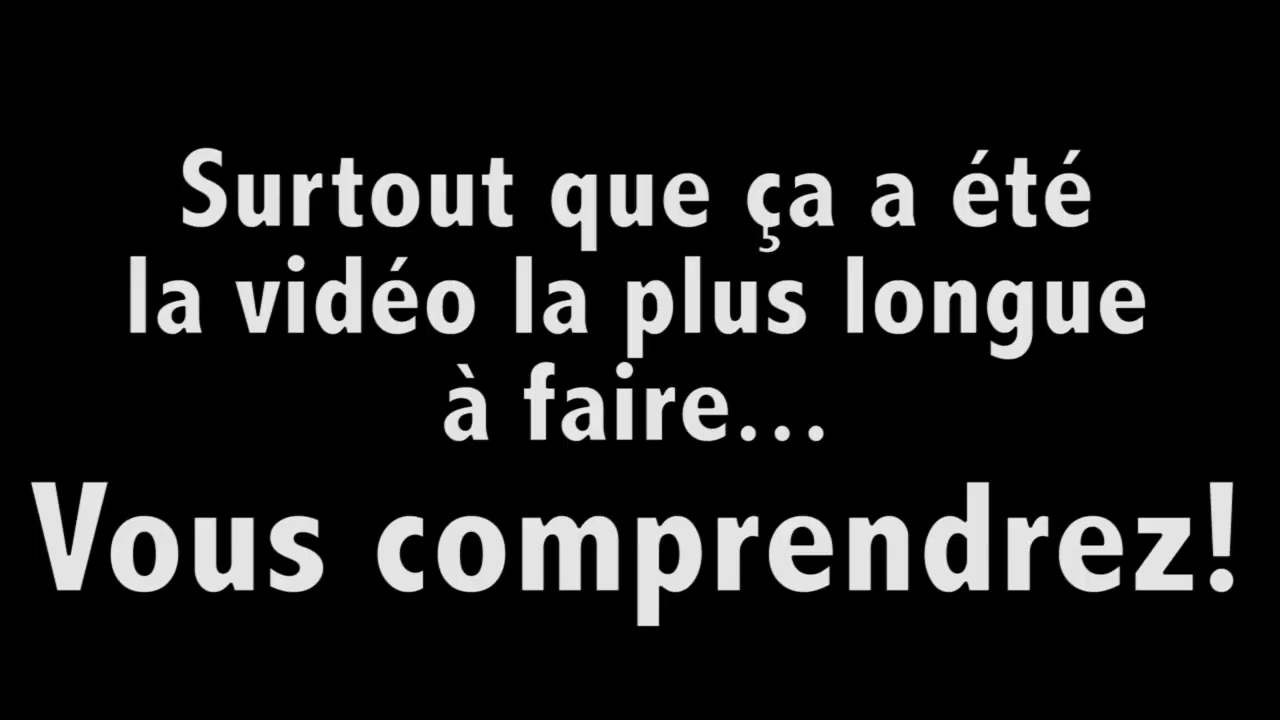 Surtout que ça a été
la vidéo la plus longue
à faire...
Vous comprendrez!